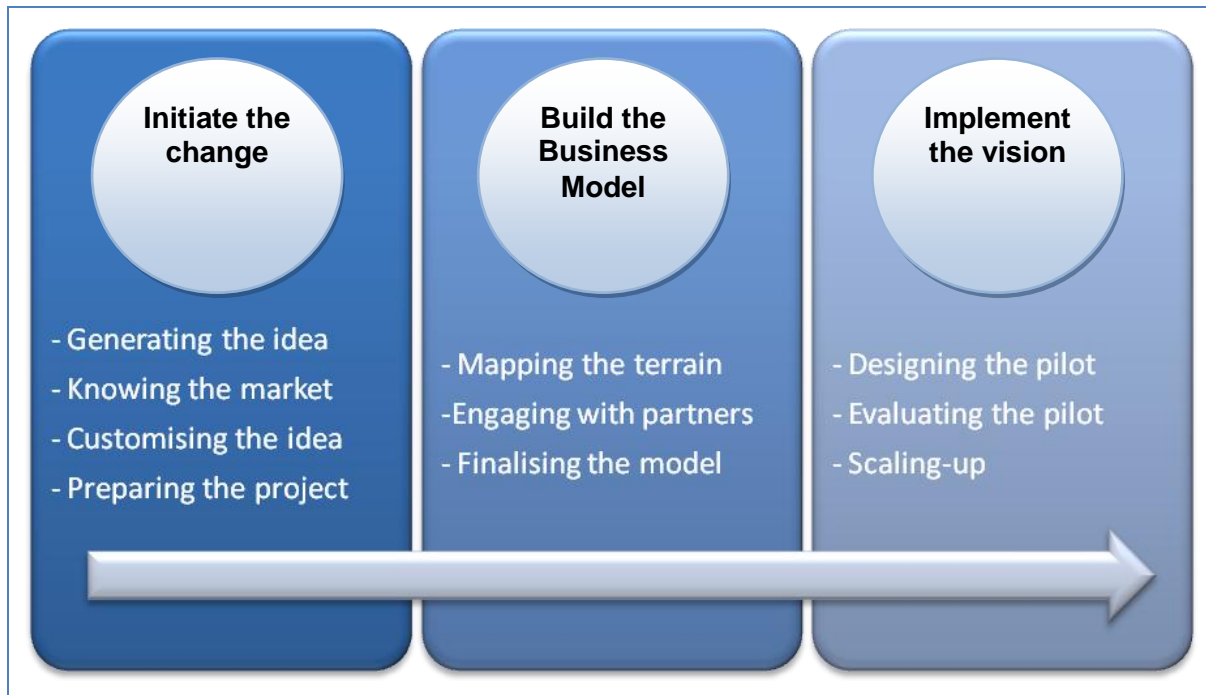 Initiate the
change
- Generating the idea
- Knowing the market
- Customising the idea
- Preparing the project
Build the
Business
Model
- Mapping the terrain
-Engaging with partners
- Finalising the model
Implement
the vision
- Designing the pilot
- Evaluating the pilot
- Scaling-up